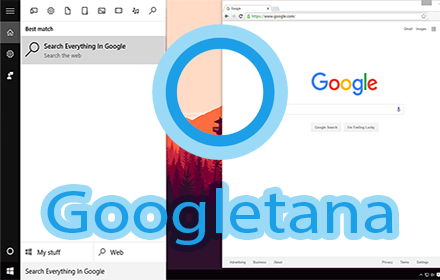 Google
https://www.google.com/
Best match
Search Everything In Google
Search the web
Gmail Images
Google
Google Search I'm Feeling Lucky
Googletana
My stuff Web
Search Everything In Google
Advertising Business About Privacy Terms Settings